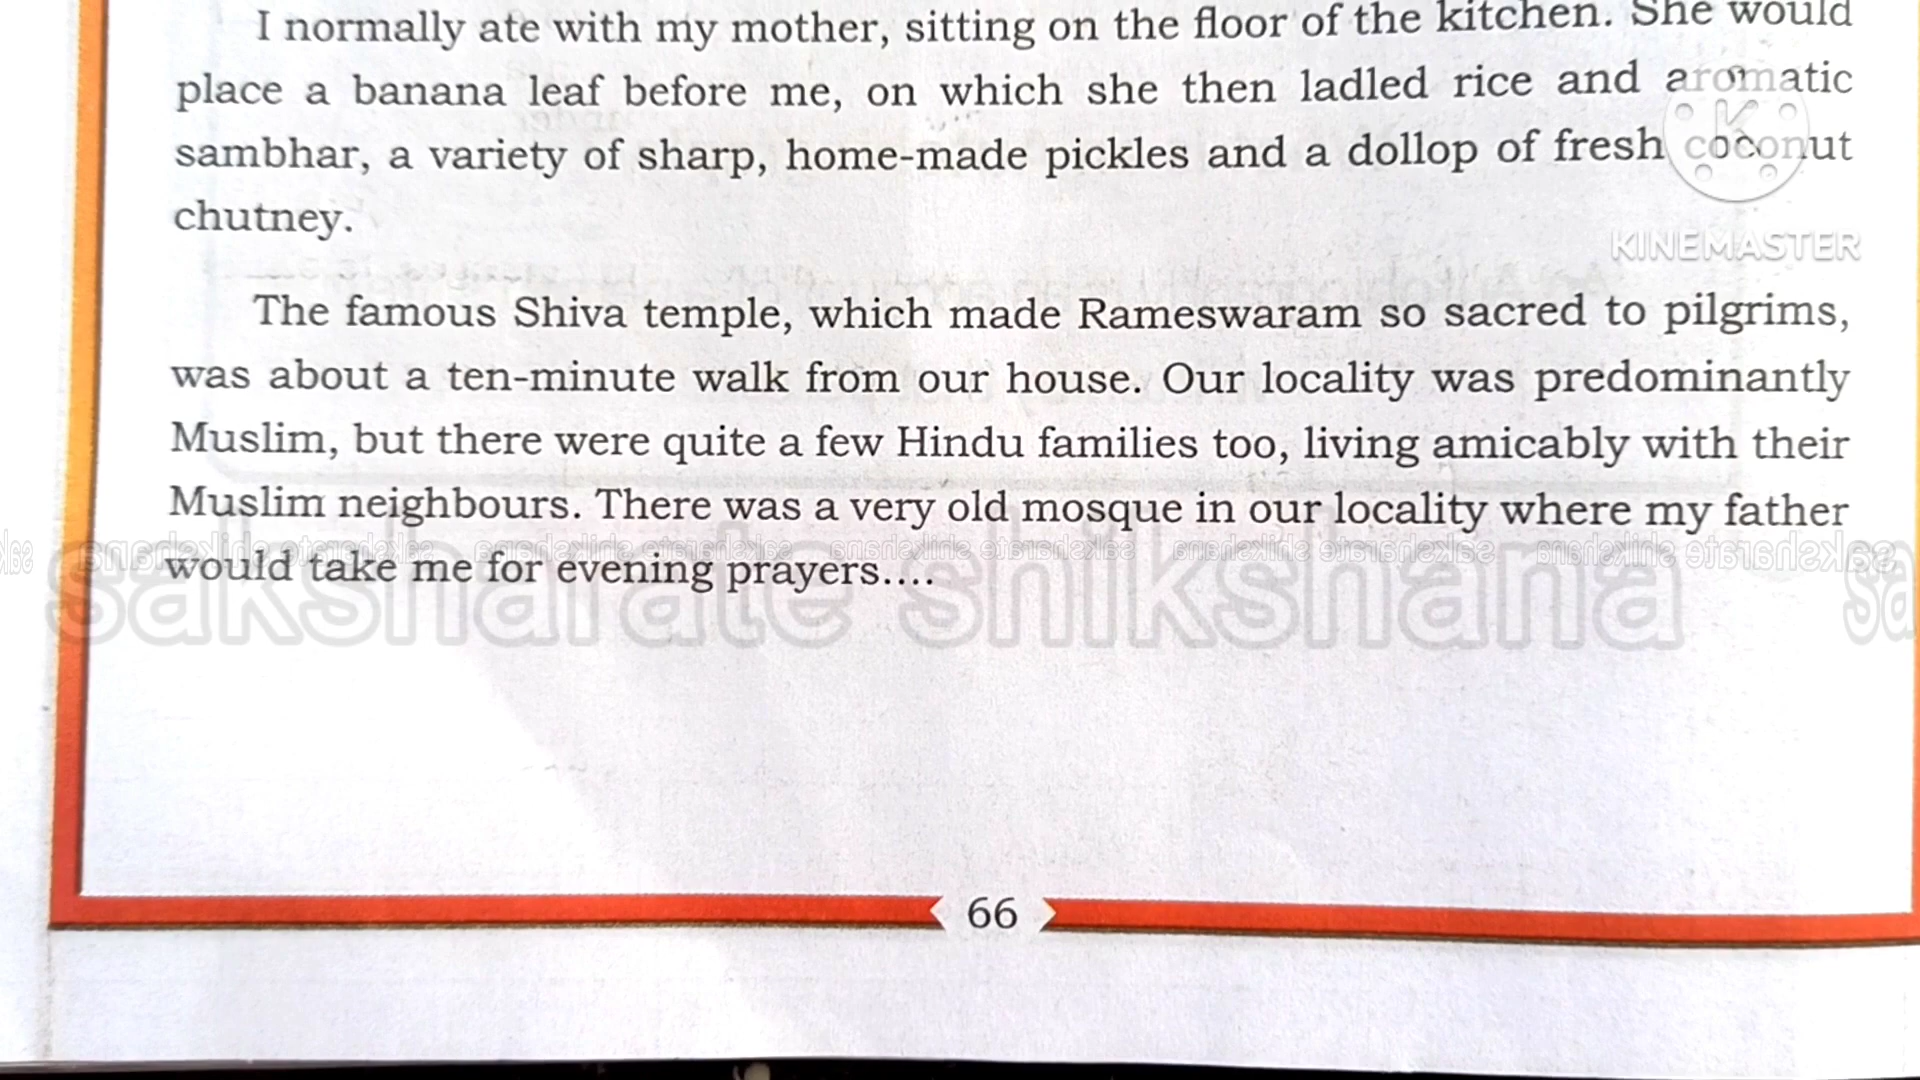 I normally ate with my mother, sitting on the floor of the kitchen. She would
place a banana leaf before me, on which she then ladled rice and aromatic
sambhar, a variety of sharp, home-made pickles and a dollop of fresh coconut
chutney.
KINEMASTER
The famous Shiva temple, which made Rameswaram so sacred to pilgrims,
was about a ten-minute walk from our house. Our locality was predominantly
Muslim, but there were quite a few Hindu families too, living amicably with their
Muslim neighbours. There was a very old mosque in our locality where my father
would take me for evening prayers....
saksharate shikshana
66